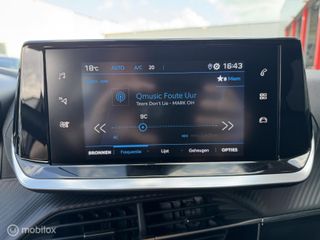 18°C AUTO A/C 20 16:43
Qmusic Foute Uur
Tears Don't Lie - MARK OH
9C
BRONNEN Frequentie Lijst Geheugen OPTIES
mobilox